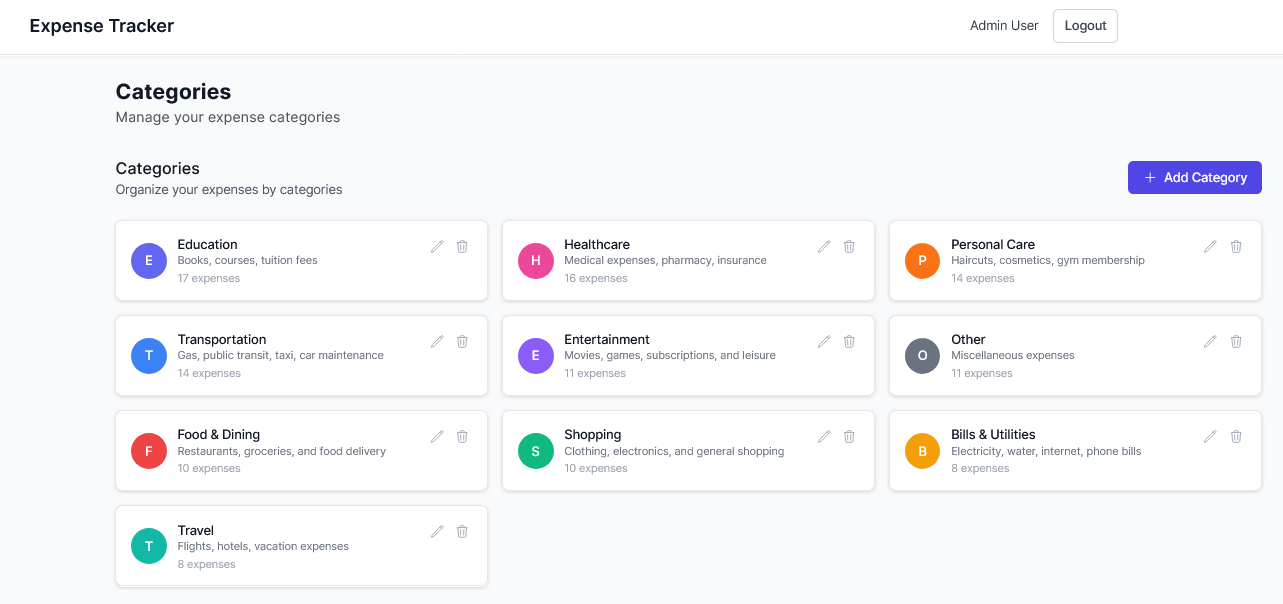 Expense Tracker
Admin User
Logout
Categories
Manage your expense categories
Categories
Organize your expenses by categories
+ Add Category
E
Education
Books, courses, tuition fees
17 expenses
H
Healthcare
Medical expenses, pharmacy, insurance
16 expenses
P
Personal Care
Haircuts, cosmetics, gym membership
14 expenses
T
Transportation
Gas, public transit, taxi, car maintenance
14 expenses
E
Entertainment
Movies, games, subscriptions, and leisure
11 expenses
O
Other
Miscellaneous expenses
11 expenses
F
Food & Dining
Restaurants, groceries, and food delivery
10 expenses
S
Shopping
Clothing, electronics, and general shopping
10 expenses
B
Bills & Utilities
Electricity, water, internet, phone bills
8 expenses
T
Travel
Flights, hotels, vacation expenses
8 expenses